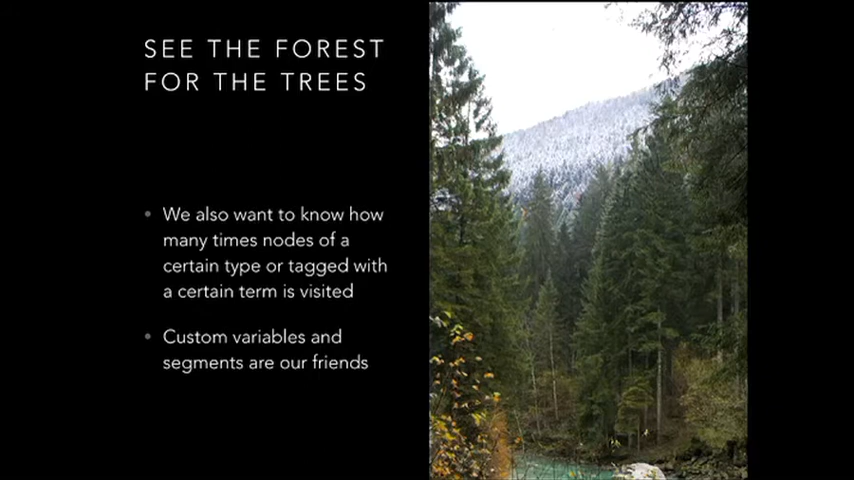 SEE THE FOREST
FOR THE TREES
• We also want to know how
many times nodes of a
certain type or tagged with
a certain term is visited
• Custom variables and
segments are our friends